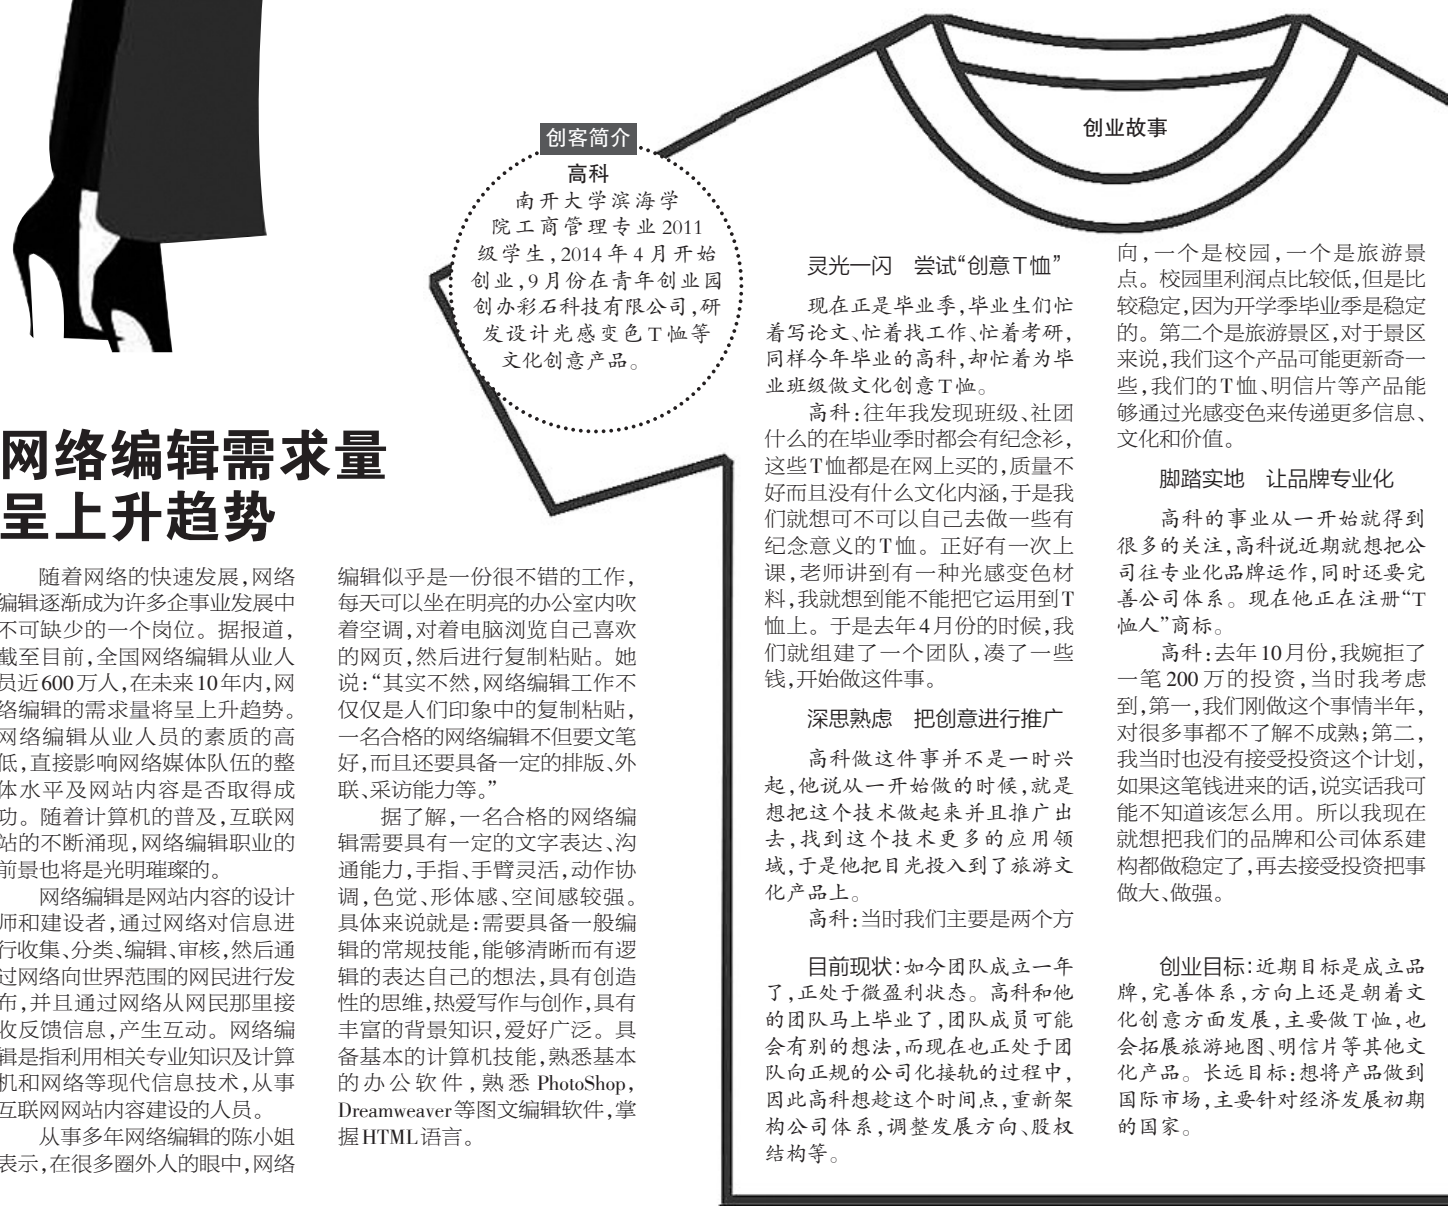 网络编辑需求量
呈上升趋势
随着网络的快速发展,网络
编辑逐渐成为许多企事业发展中
不可缺少的一个岗位。据报道,
截至目前,全国网络编辑从业人
员近600万人,在未来10年内,网
络编辑的需求量将呈上升趋势。
网络编辑从业人员的素质的高
低,直接影响网络媒体队伍的整
体水平及网站内容是否取得成
功。随着计算机的普及,互联网
站的不断涌现,网络编辑职业的
前景也将是光明璀璨的。
网络编辑是网站内容的设计
师和建设者,通过网络对信息进
行收集、分类、编辑、审核,然后通
过网络向世界范围的网民进行发
布,并且通过网络从网民那里接
收反馈信息,产生互动。网络编
辑是指利用相关专业知识及计算
机和网络等现代信息技术,从事
互联网网站内容建设的人员。
从事多年网络编辑的陈小姐
表示,在很多圈外人的眼中,网络
编辑似乎是一份很不错的工作,
每天可以坐在明亮的办公室内吹
着空调,对着电脑浏览自己喜欢
的网页,然后进行复制粘贴。她
说:“其实不然,网络编辑工作不
仅仅是人们印象中的复制粘贴,
一名合格的网络编辑不但要文笔
好,而且还要具备一定的排版、外
联、采访能力等。”
据了解,一名合格的网络编
辑需要具有一定的文字表达、沟
通能力,手指、手臂灵活,动作协
调,色觉、形体感、空间感较强。
具体来说就是:需要具备一般编
辑的常规技能,能够清晰而有逻
辑的表达自己的想法,具有创造
性的思维,热爱写作与创作,具有
丰富的背景知识,爱好广泛。具
备基本的计算机技能,熟悉基本
的办公软件,熟悉 PhotoShop,
Dreamweaver等图文编辑软件,掌
握HTML语言。
创客简介
高科
南开大学滨海学
院工商管理专业2011
级学生,2014年4月开始
创业,9月份在青年创业园
创办彩石科技有限公司,研
发设计光感变色T恤等
文化创意产品。
创业故事
灵光一闪 尝试“创意T恤”
现在正是毕业季,毕业生们忙
着写论文、忙着找工作、忙着考研,
同样今年毕业的高科,却忙着为毕
业班级做文化创意T恤。
高科:往年我发现班级、社团
什么的在毕业季时都会有纪念衫,
这些T恤都是在网上买的,质量不
好而且没有什么文化内涵,于是我
们就想可不可以自己去做一些有
纪念意义的T恤。正好有一次上
课,老师讲到有一种光感变色材
料,我就想到能不能把它运用到T
恤上。于是去年4月份的时候,我
们就组建了一个团队,凑了一些
钱,开始做这件事。
深思熟虑 把创意进行推广
高科做这件事并不是一时兴
起,他说从一开始做的时候,就是
想把这个技术做起来并且推广出
去,找到这个技术更多的应用领
域,于是他把目光投入到了旅游文
化产品上。
高科:当时我们主要是两个方
向,一个是校园,一个是旅游景
点。校园里利润点比较低,但是比
较稳定,因为开学季毕业季是稳定
的。第二个是旅游景区,对于景区
来说,我们这个产品可能更新奇一
些,我们的T恤、明信片等产品能
够通过光感变色来传递更多信息、
文化和价值。
脚踏实地 让品牌专业化
高科的事业从一开始就得到
很多的关注,高科说近期就想把公
司往专业化品牌运作,同时还要完
善公司体系。现在他正在注册“T
恤人”商标。
高科:去年10月份,我婉拒了
一笔200万的投资,当时我考虑
到,第一,我们刚做这个事情半年,
对很多事都不了解不成熟;第二,
我当时也没有接受投资这个计划,
如果这笔钱进来的话,说实话我可
能不知道该怎么用。所以我现在
就想把我们的品牌和公司体系建
构都做稳定了,再去接受投资把事
做大、做强。
目前现状:如今团队成立一年
了,正处于微盈利状态。高科和他
的团队马上毕业了,团队成员可能
会有别的想法,而现在也正处于团
队向正规的公司化接轨的过程中,
因此高科想趁这个时间点,重新架
构公司体系,调整发展方向、股权
结构等。
创业目标:近期目标是成立品
牌,完善体系,方向上还是朝着文
化创意方面发展,主要做T恤,也
会拓展旅游地图、明信片等其他文
化产品。长远目标:想将产品做到
国际市场,主要针对经济发展初期
的国家。